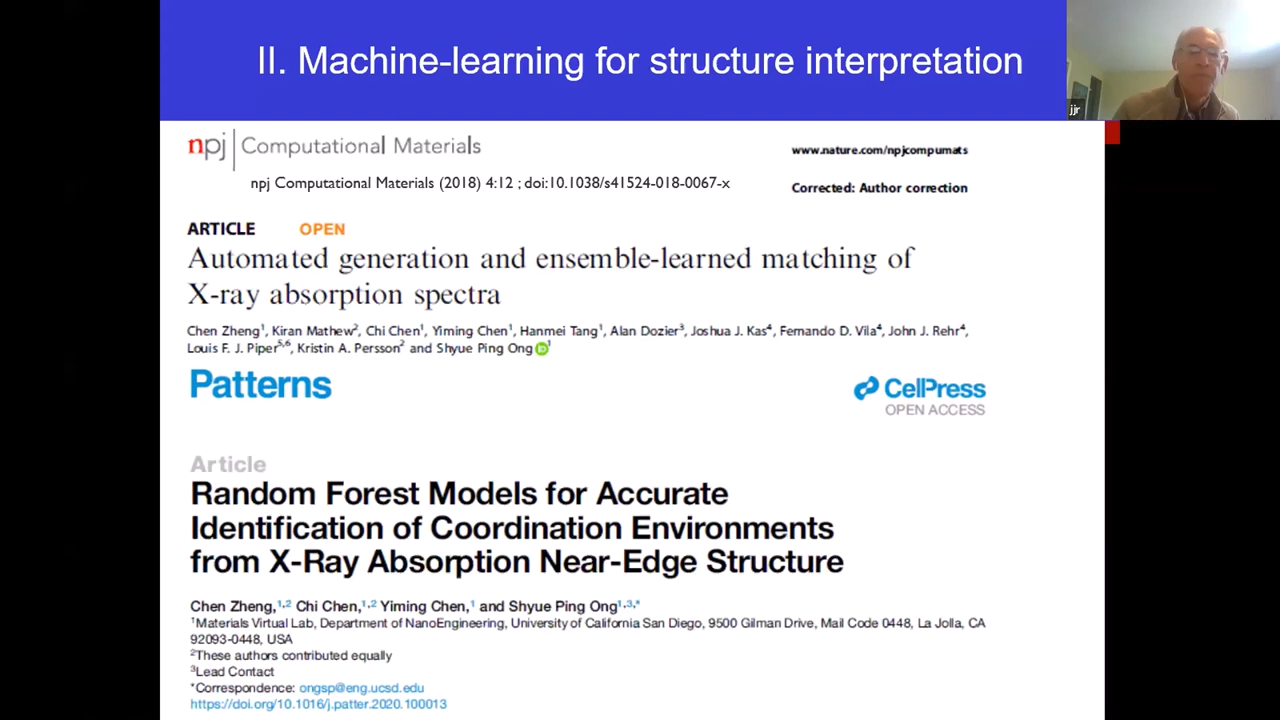 II. Machine-learning for structure interpretation
jjr
npj Computational Materials
www.nature.com/npjcompumats
npj Computational Materials (2018) 4:12 ; doi:10.1038/s41524-018-0067-x
Corrected: Author correction
ARTICLE OPEN
Automated generation and ensemble-learned matching of
X-ray absorption spectra
Chen Zheng¹, Kiran Mathew², Chi Chen¹, Yiming Chen¹, Hanmei Tang¹, Alan Dozier³, Joshua J. Kas⁴, Fernando D. Vila⁴, John J. Rehr⁴,
Louis F. J. Piper⁵,⁶, Kristin A. Persson² and Shyue Ping Ong iD ¹
Patterns
CellPress
OPEN ACCESS
Article
Random Forest Models for Accurate
Identification of Coordination Environments
from X-Ray Absorption Near-Edge Structure
Chen Zheng,¹,² Chi Chen,¹,² Yiming Chen,¹ and Shyue Ping Ong¹,³,*
¹Materials Virtual Lab, Department of NanoEngineering, University of California San Diego, 9500 Gilman Drive, Mail Code 0448, La Jolla, CA
92093-0448, USA
²These authors contributed equally
³Lead Contact
*Correspondence: ongsp@eng.ucsd.edu
https://doi.org/10.1016/j.patter.2020.100013